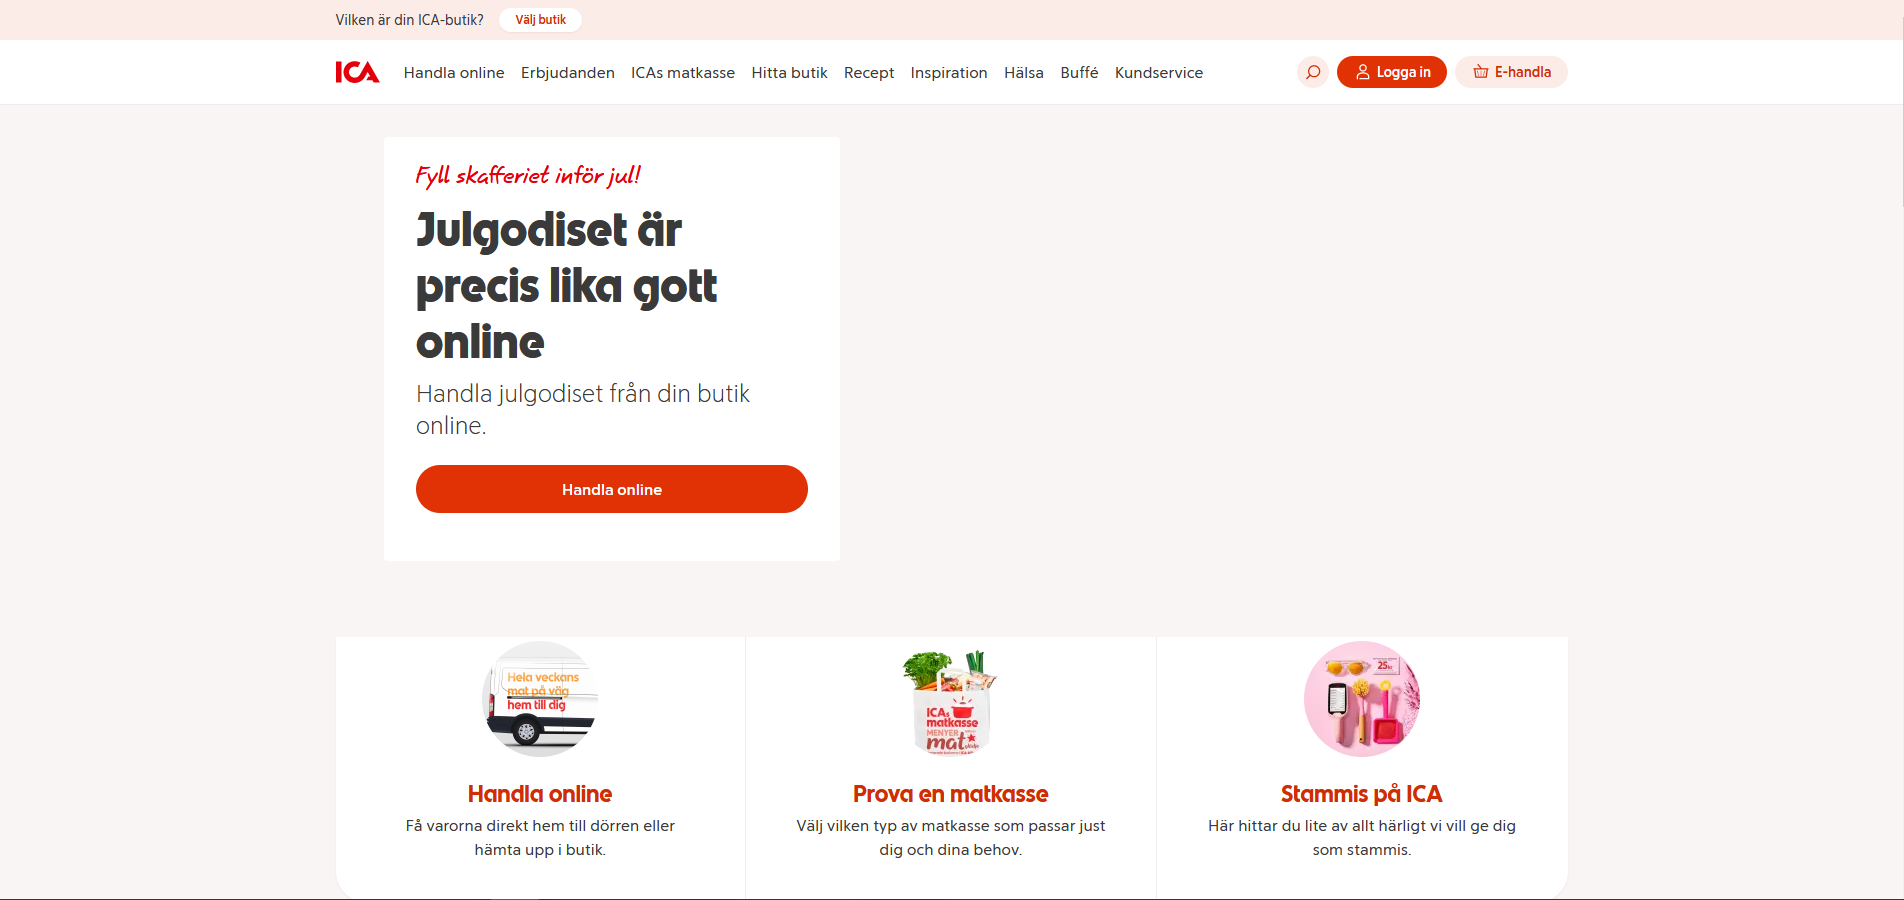 Vilken är din ICA-butik?
Välj butik
ICA
Handla online
Erbjudanden
ICAs matkasse
Hitta butik
Recept
Inspiration
Hälsa
Buffé
Kundservice
Logga in
E-handla
Fyll skafferiet inför jul!
Julgodiset är
precis lika gott
online
Handla julgodiset från din butik
online.
Handla online
Hela veckans
mat på väg
hem till dig
ICAs
matkasse
MENYER
mat
25kr
Handla online
Få varorna direkt hem till dörren eller
hämta upp i butik.
Prova en matkasse
Välj vilken typ av matkasse som passar just
dig och dina behov.
Stammis på ICA
Här hittar du lite av allt härligt vi vill ge dig
som stammis.